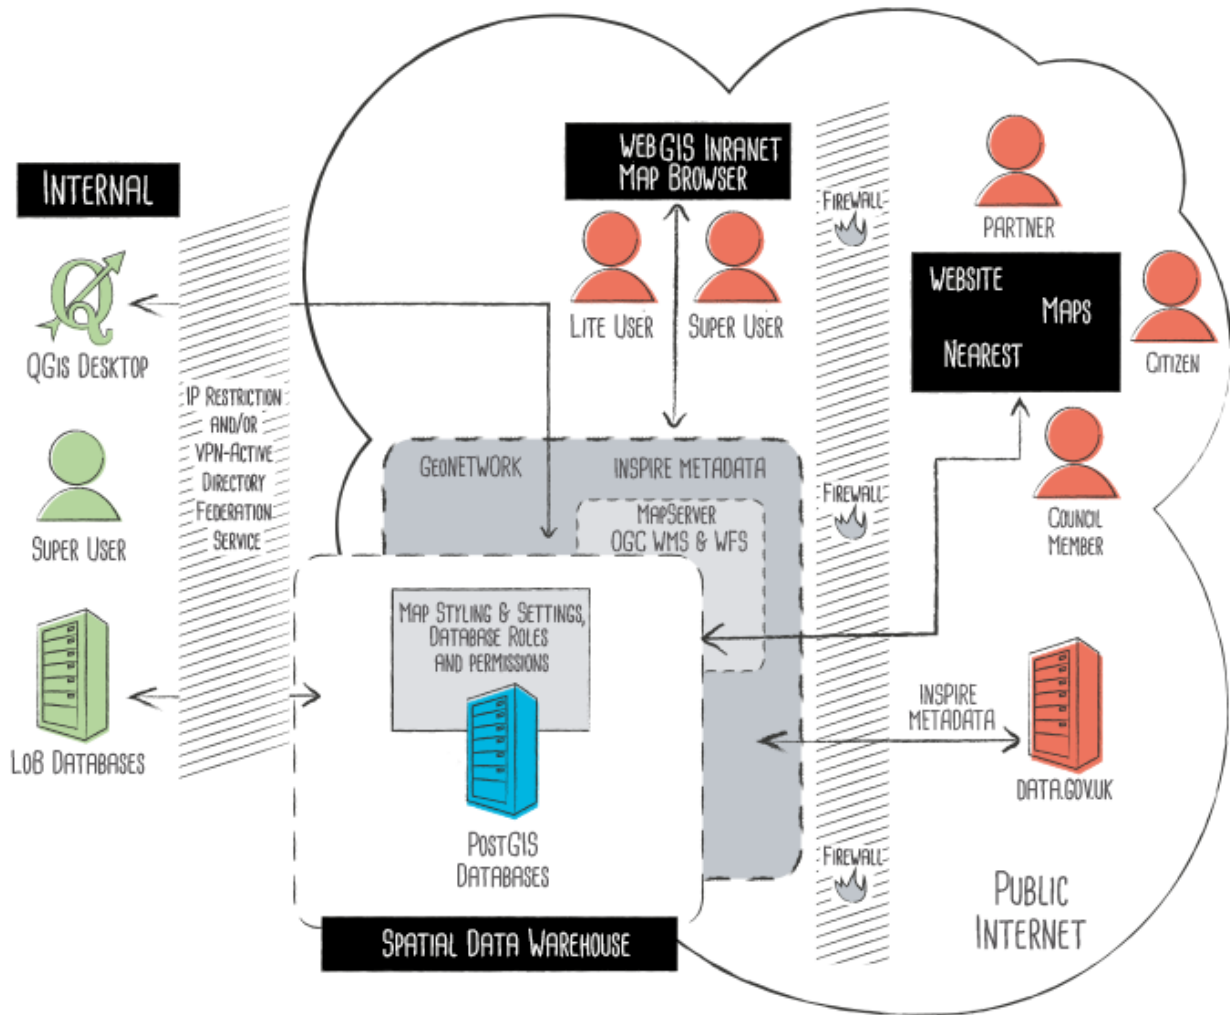 INTERNAL
QGIS DESKTOP
SUPER USER
LOB DATABASES
IP RESTRICTION
AND/OR
VPN-ACTIVE
DIRECTORY
FEDERATION
SERVICE
WEBGIS INRANET
MAP BROWSER
LITE USER
SUPER USER
GEONETWORK
INSPIRE METADATA
MAPSERVER
OGC WMS & WFS
MAP STYLING & SETTINGS,
DATABASE ROLES
AND PERMISSIONS
POSTGIS
DATABASES
SPATIAL DATA WAREHOUSE
FIREWALL
FIREWALL
FIREWALL
PARTNER
WEBSITE
MAPS
NEAREST
CITIZEN
COUNCIL
MEMBER
INSPIRE
METADATA
DATA.GOV.UK
PUBLIC
INTERNET